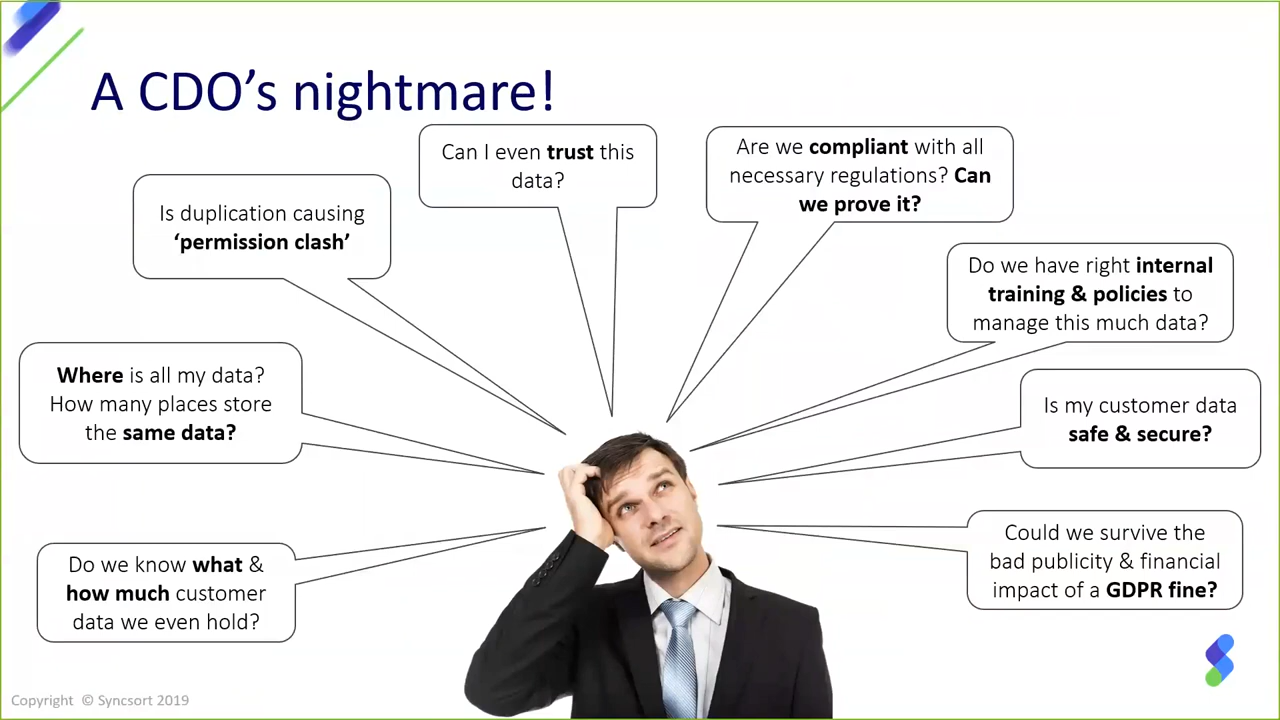 A CDO’s nightmare!
Can I even trust this
data?
Are we compliant with all
necessary regulations? Can
we prove it?
Is duplication causing
‘permission clash’
Do we have right internal
training & policies to
manage this much data?
Where is all my data?
How many places store
the same data?
Is my customer data
safe & secure?
Do we know what &
how much customer
data we even hold?
Could we survive the
bad publicity & financial
impact of a GDPR fine?
Copyright © Syncsort 2019